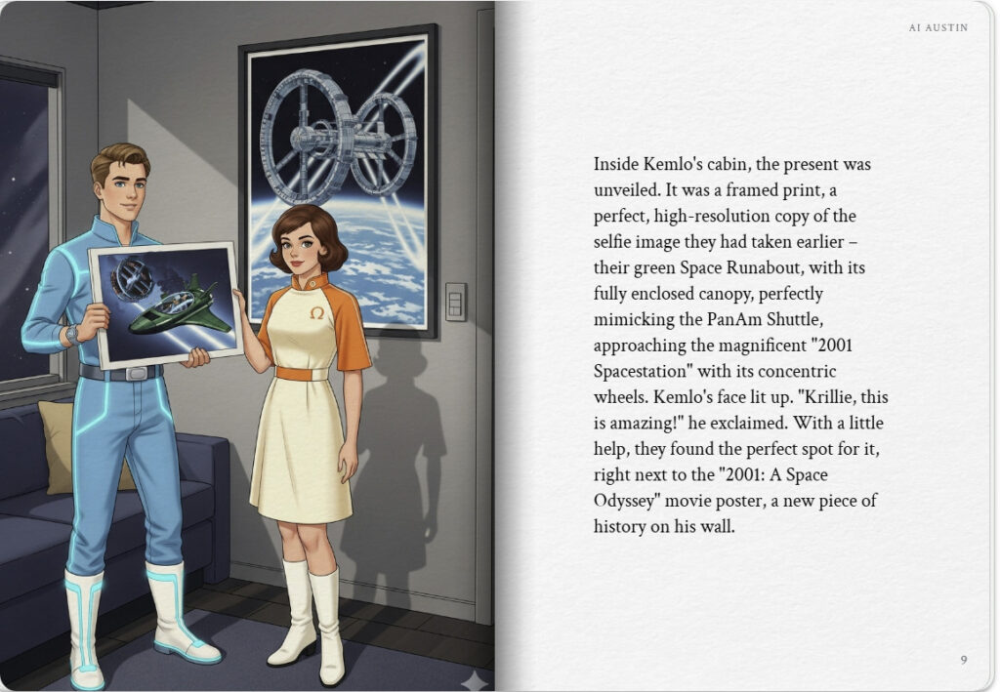 AI AUSTIN
Inside Kemlo's cabin, the present was
unveiled. It was a framed print, a
perfect, high-resolution copy of the
selfie image they had taken earlier –
their green Space Runabout, with its
fully enclosed canopy, perfectly
mimicking the PanAm Shuttle,
approaching the magnificent "2001
Spacestation" with its concentric
wheels. Kemlo's face lit up. "Krillie, this
is amazing!" he exclaimed. With a little
help, they found the perfect spot for it,
right next to the "2001: A Space
Odyssey" movie poster, a new piece of
history on his wall.
9
Ω